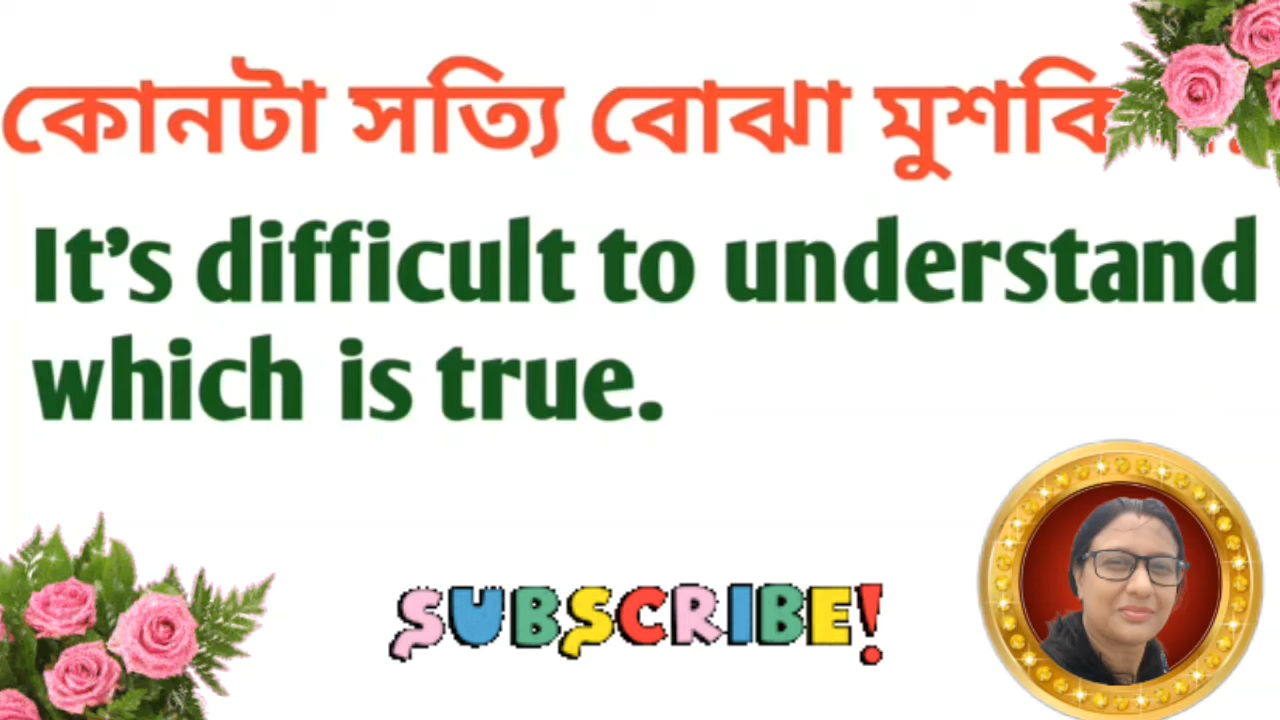 কোনটা সত্যি বোঝা
It's difficult to understand
which is true.
SUBSCRIBE!